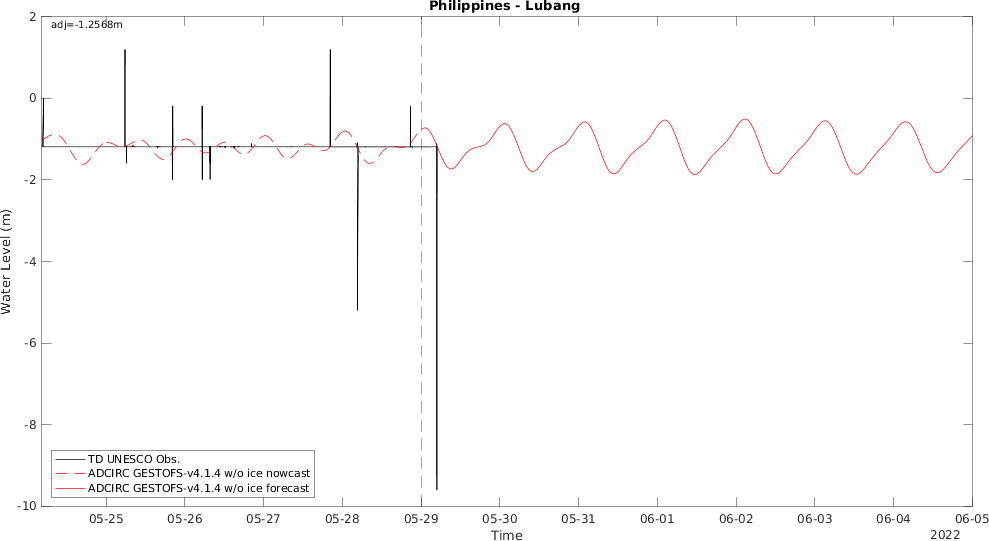 Philippines - Lubang
adj=-1.2568m
2
0
-2
-4
-6
-8
-10
Water Level (m)
TD UNESCO Obs.
ADCIRC GESTOFS-v4.1.4 w/o ice nowcast
ADCIRC GESTOFS-v4.1.4 w/o ice forecast
05-25 05-26 05-27 05-28 05-29 05-30 05-31 06-01 06-02 06-03 06-04 06-05
Time
2022